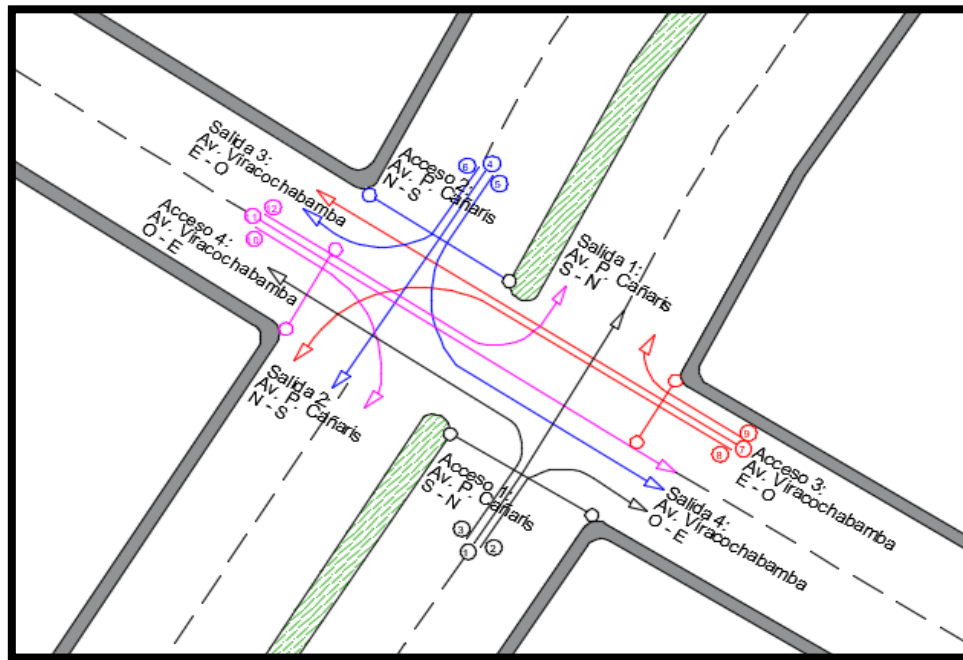 Salida 3:
Av. Viracochabamba
E - O
Acceso 2:
Av. P. Cañaris
N - S
6
4
5
Acceso 4:
Av. Viracochabamba
O - E
12
11
10
Salida 1:
Av. P. Cañaris
S - N
Salida 2:
Av. P. Cañaris
N - S
Acceso 1:
Av. P. Cañaris
S - N
3
1
2
9
7
8
Acceso 3:
Av. Viracochabamba
E - O
Salida 4:
Av. Viracochabamba
O - E